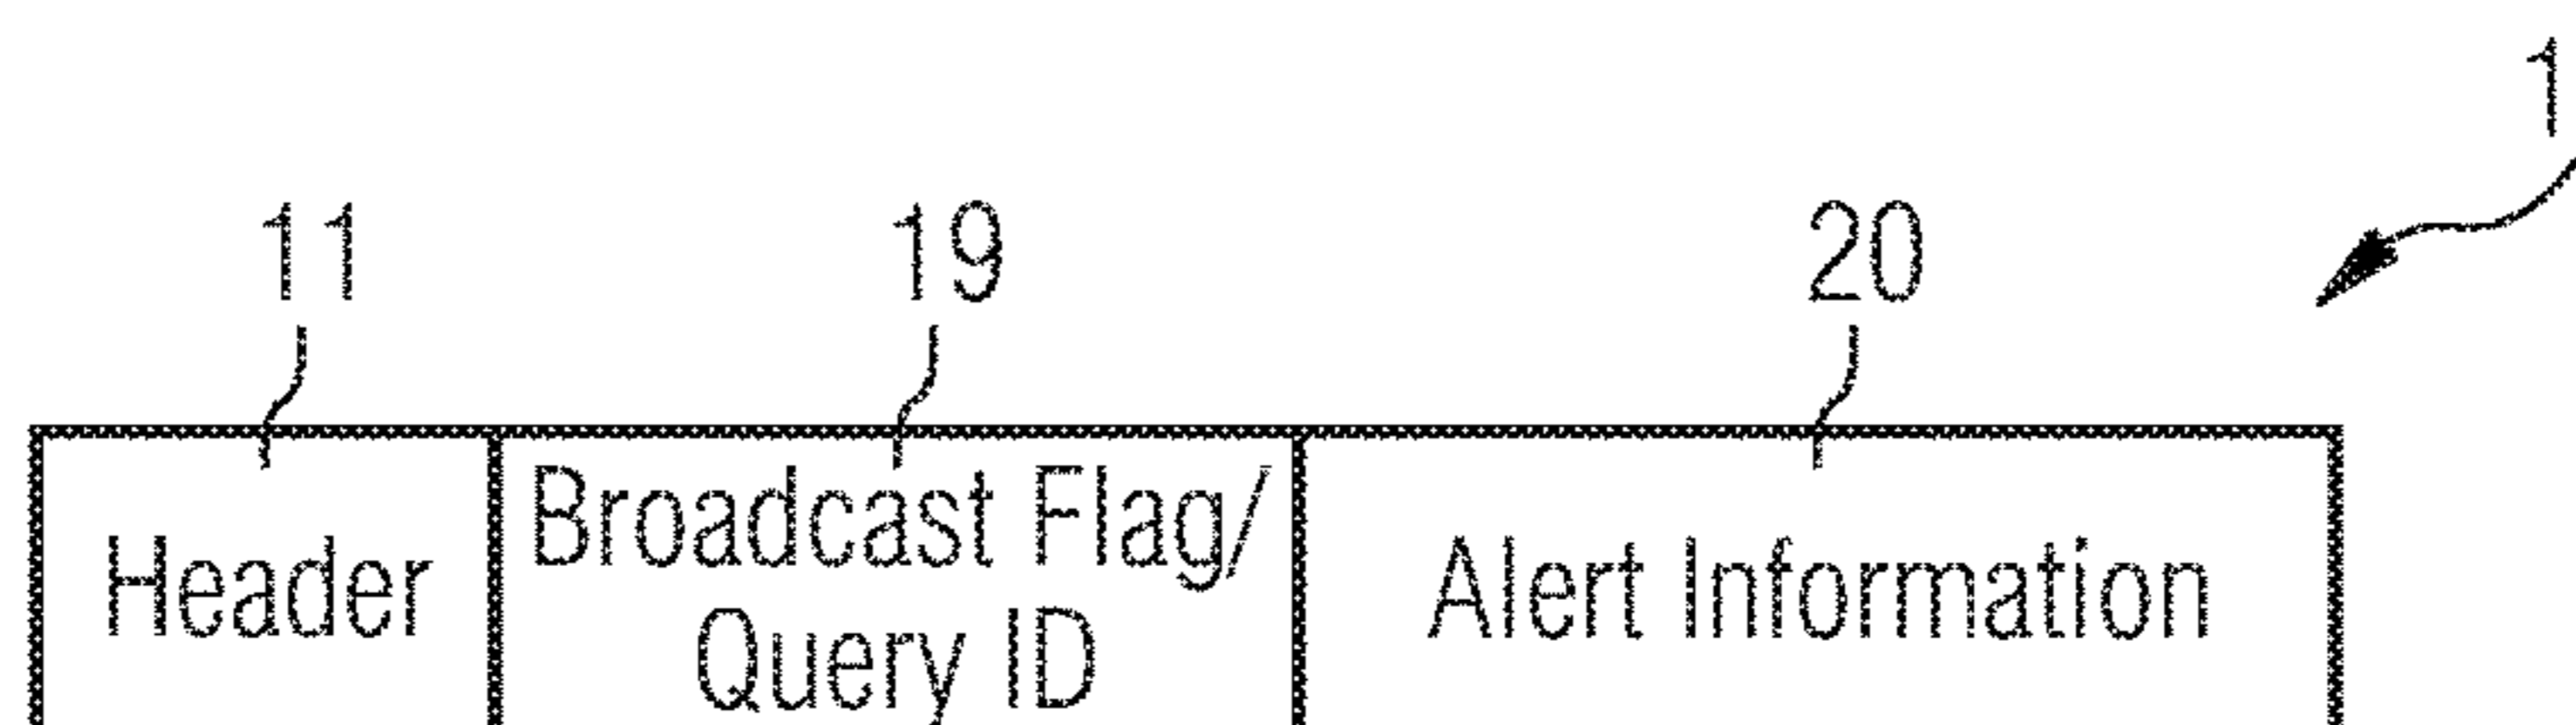 1
11 19 20
Header
Broadcast Flag/
Query ID
Alert Information